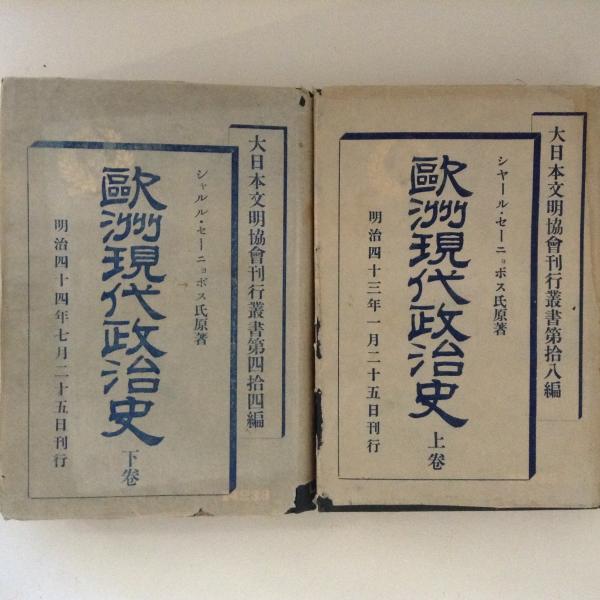 大日本文明協會刊行叢書第拾八編
シヤール・セーニョボス氏原著
歐洲現代政治史
上卷
明治四十三年一月二十五日刊行
大日本文明協會刊行叢書第四拾四編
シャルル・セーニョボス氏原著
歐洲現代政治史
下卷
明治四十四年七月二十五日刊行